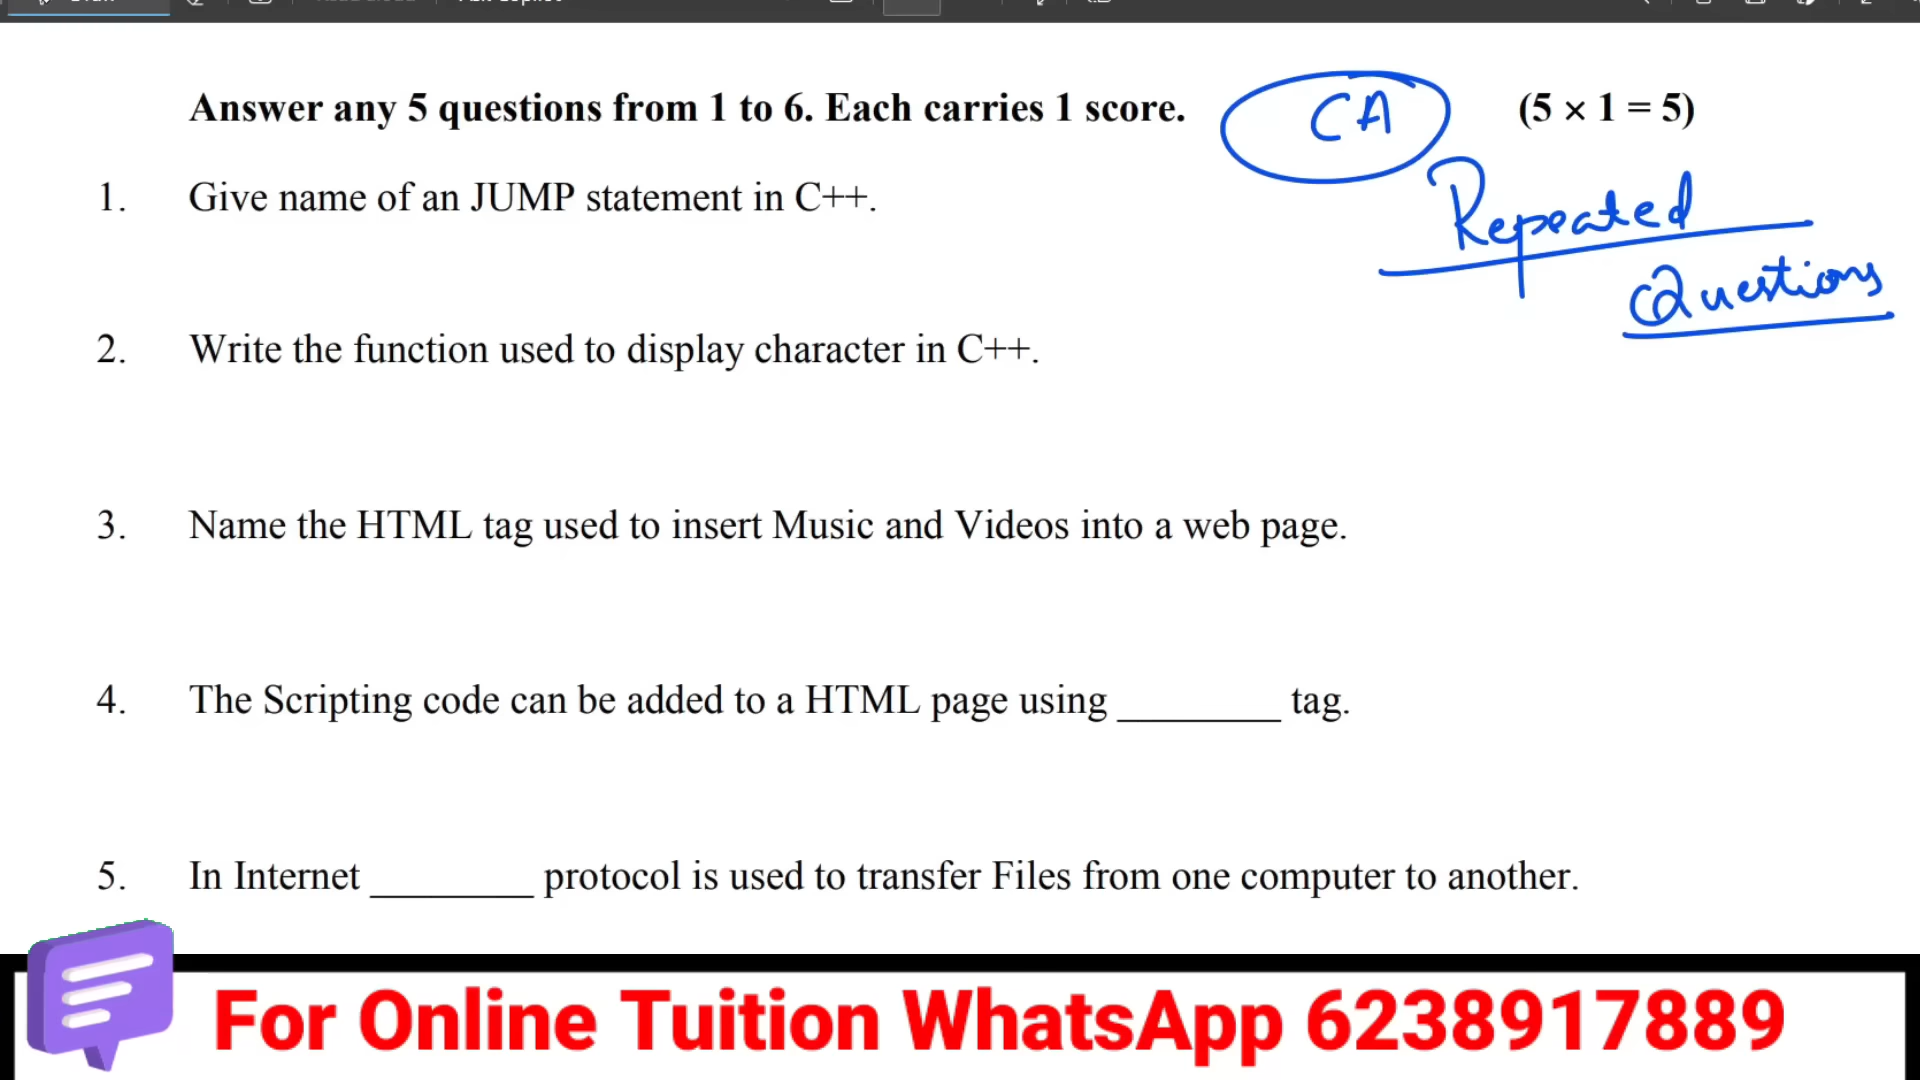 Answer any 5 questions from 1 to 6. Each carries 1 score. CA (5 × 1 = 5)
Repeated
Questions
1. Give name of an JUMP statement in C++.
2. Write the function used to display character in C++.
3. Name the HTML tag used to insert Music and Videos into a web page.
4. The Scripting code can be added to a HTML page using ________ tag.
5. In Internet ________ protocol is used to transfer Files from one computer to another.
For Online Tuition WhatsApp 6238917889